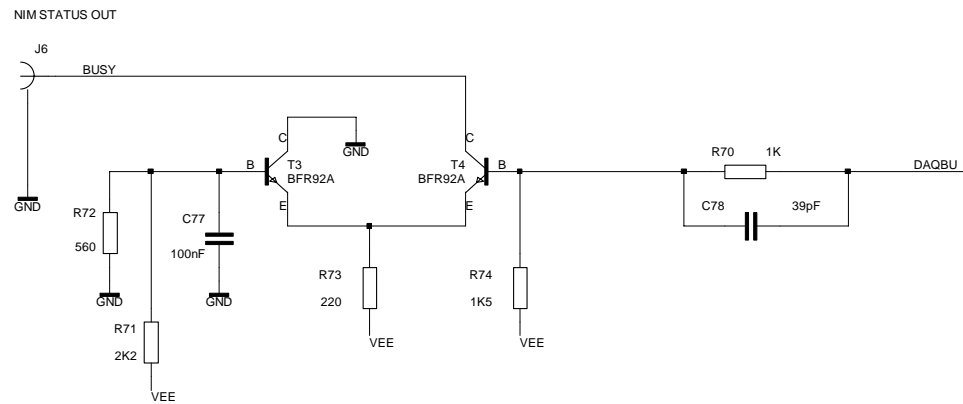 NIM STATUS OUT
J6
BUSY
GND
C
GND
B
T3
BFR92A
E
C
T4
BFR92A
B
E
R70 1K
DAQBU
C78 39pF
R72
560
GND
C77
100nF
GND
R73
220
VEE
R74
1K5
VEE
R71
2K2
VEE